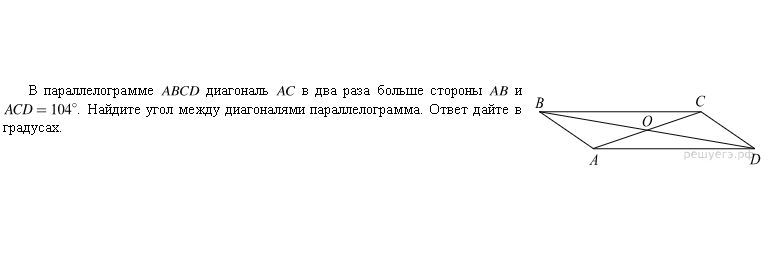 В параллелограмме ABCD диагональ AC в два раза больше стороны AB и
ACD = 104°. Найдите угол между диагоналями параллелограмма. Ответ дайте в
градусах.
B
C
O
A
D
решуегэ.рф